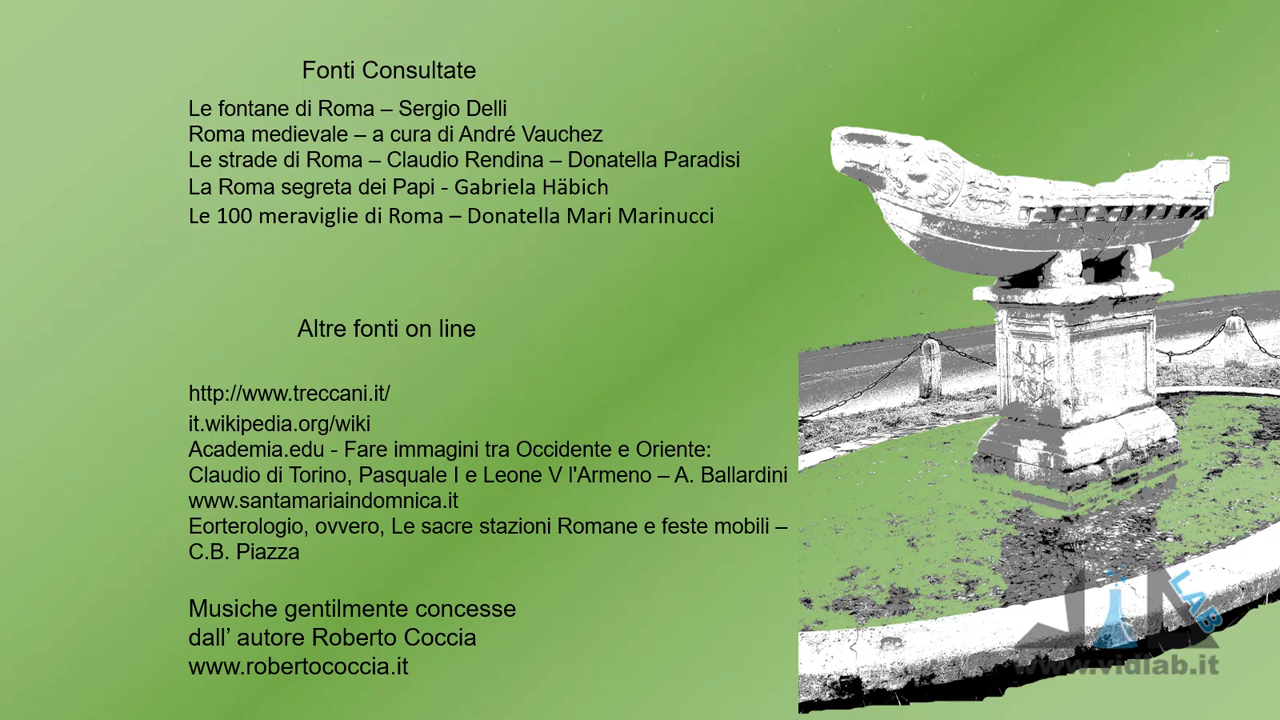 Fonti Consultate
Le fontane di Roma – Sergio Delli
Roma medievale – a cura di André Vauchez
Le strade di Roma – Claudio Rendina – Donatella Paradisi
La Roma segreta dei Papi - Gabriela Häbich
Le 100 meraviglie di Roma – Donatella Mari Marinucci
Altre fonti on line
http://www.treccani.it/
it.wikipedia.org/wiki
Academia.edu - Fare immagini tra Occidente e Oriente:
Claudio di Torino, Pasquale I e Leone V l'Armeno – A. Ballardini
www.santamariaindomnica.it
Eorterologio, ovvero, Le sacre stazioni Romane e feste mobili –
C.B. Piazza
Musiche gentilmente concesse
dall’ autore Roberto Coccia
www.robertococcia.it
LAB
www.vidlab.it